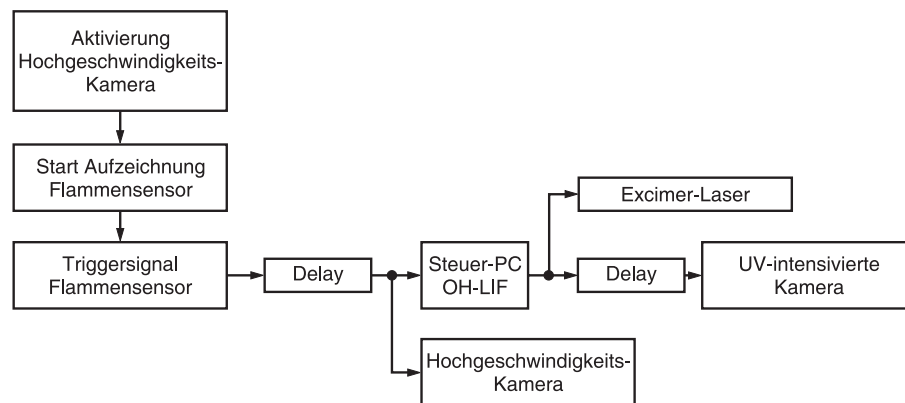 Aktivierung
Hochgeschwindigkeits-
Kamera
Start Aufzeichnung
Flammensensor
Triggersignal
Flammensensor
Delay
Steuer-PC
OH-LIF
Excimer-Laser
Delay
UV-intensivierte
Kamera
Hochgeschwindigkeits-
Kamera